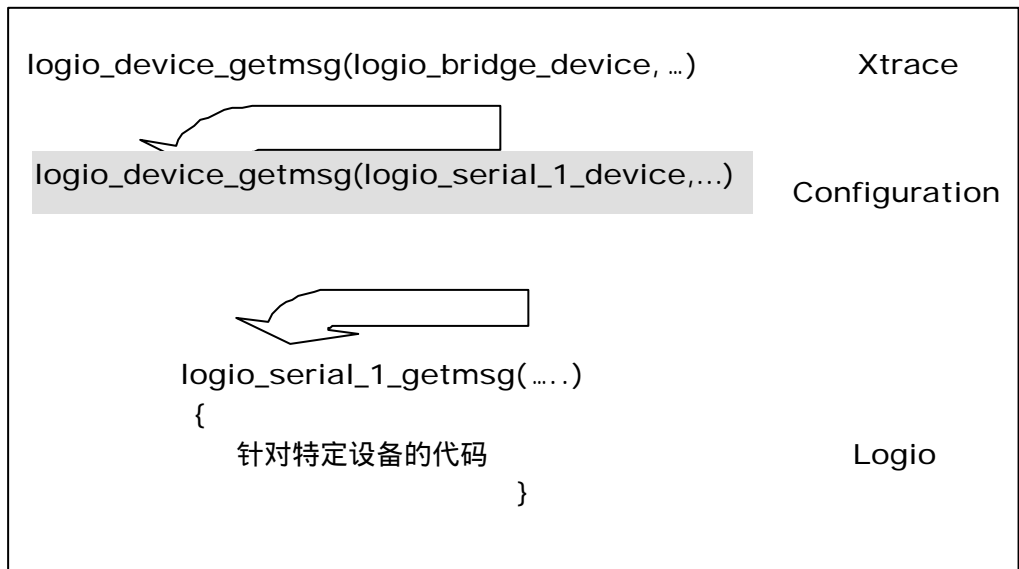 logio_device_getmsg(logio_bridge_device, …) Xtrace
logio_device_getmsg(logio_serial_1_device,...)
Configuration
logio_serial_1_getmsg( …..)
{
针对特定设备的代码 Logio
}